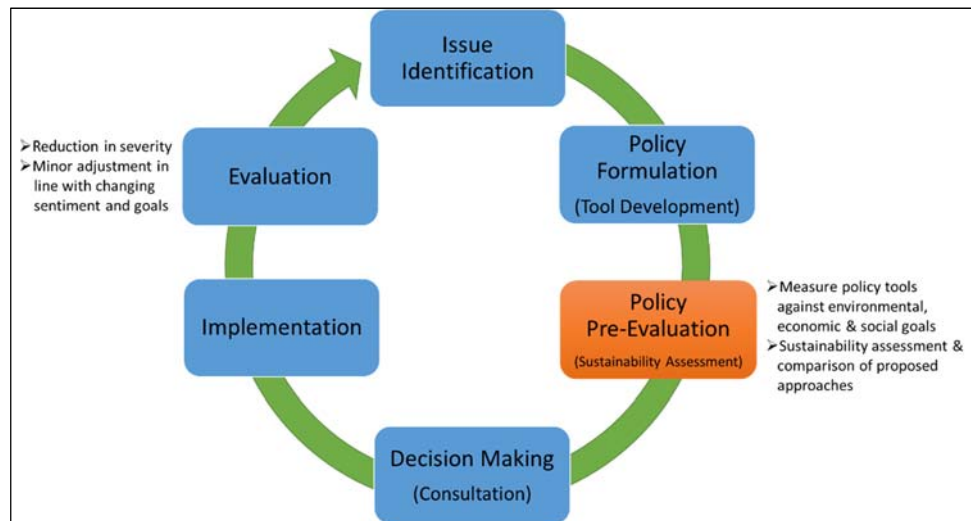 Issue
Identification
Policy
Formulation
(Tool Development)
Policy
Pre-Evaluation
(Sustainability Assessment)
➢Measure policy tools
against environmental,
economic & social goals
➢Sustainability assessment &
comparison of proposed
approaches
Decision Making
(Consultation)
Implementation
Evaluation
➢Reduction in severity
➢Minor adjustment in
line with changing
sentiment and goals